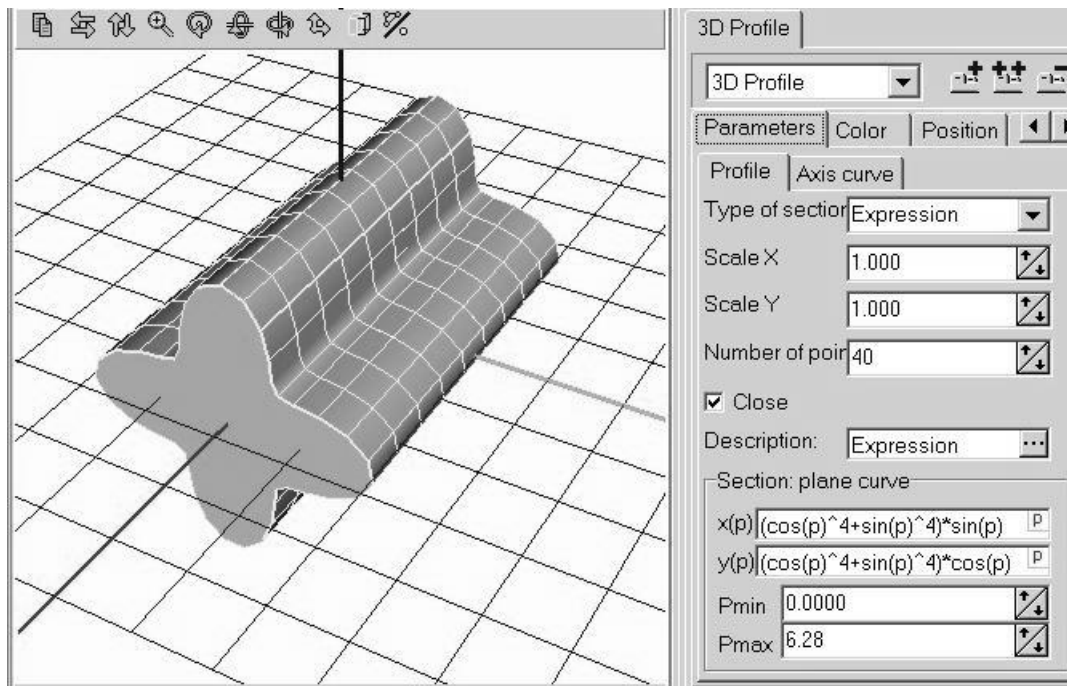 3D Profile
3D Profile
Parameters Color Position
Profile Axis curve
Type of section Expression
Scale X 1.000
Scale Y 1.000
Number of poir 40
Close
Description: Expression ...
Section: plane curve
x(p) (cos(p)^4+sin(p)^4)*sin(p) P
y(p) (cos(p)^4+sin(p)^4)*cos(p) P
Pmin 0.0000
Pmax 6.28